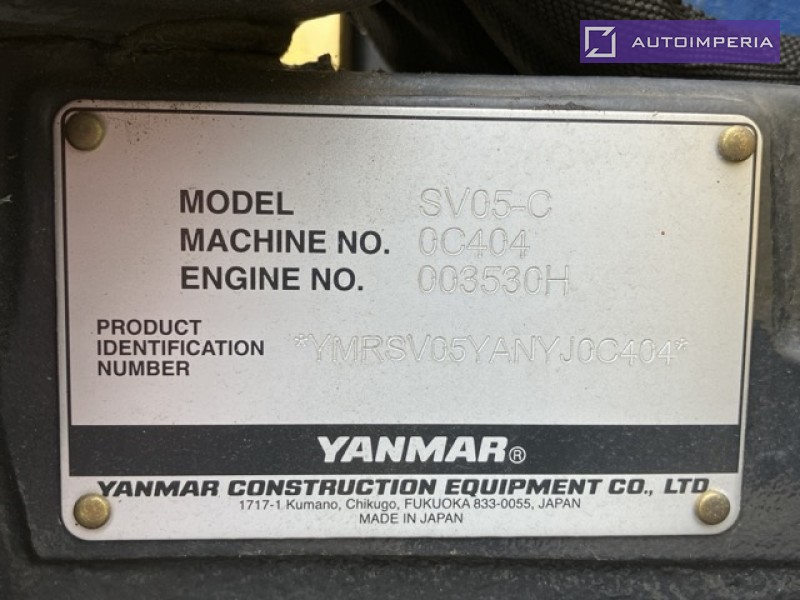 AUTOIMPERIA
MODEL SV05-C
MACHINE NO. 0C404
ENGINE NO. 003530H
PRODUCT
IDENTIFICATION *YMRSV05YANYJ0C404*
NUMBER
YANMAR®
YANMAR CONSTRUCTION EQUIPMENT CO., LTD
1717-1 Kumano, Chikugo, FUKUOKA 833-0055, JAPAN
MADE IN JAPAN